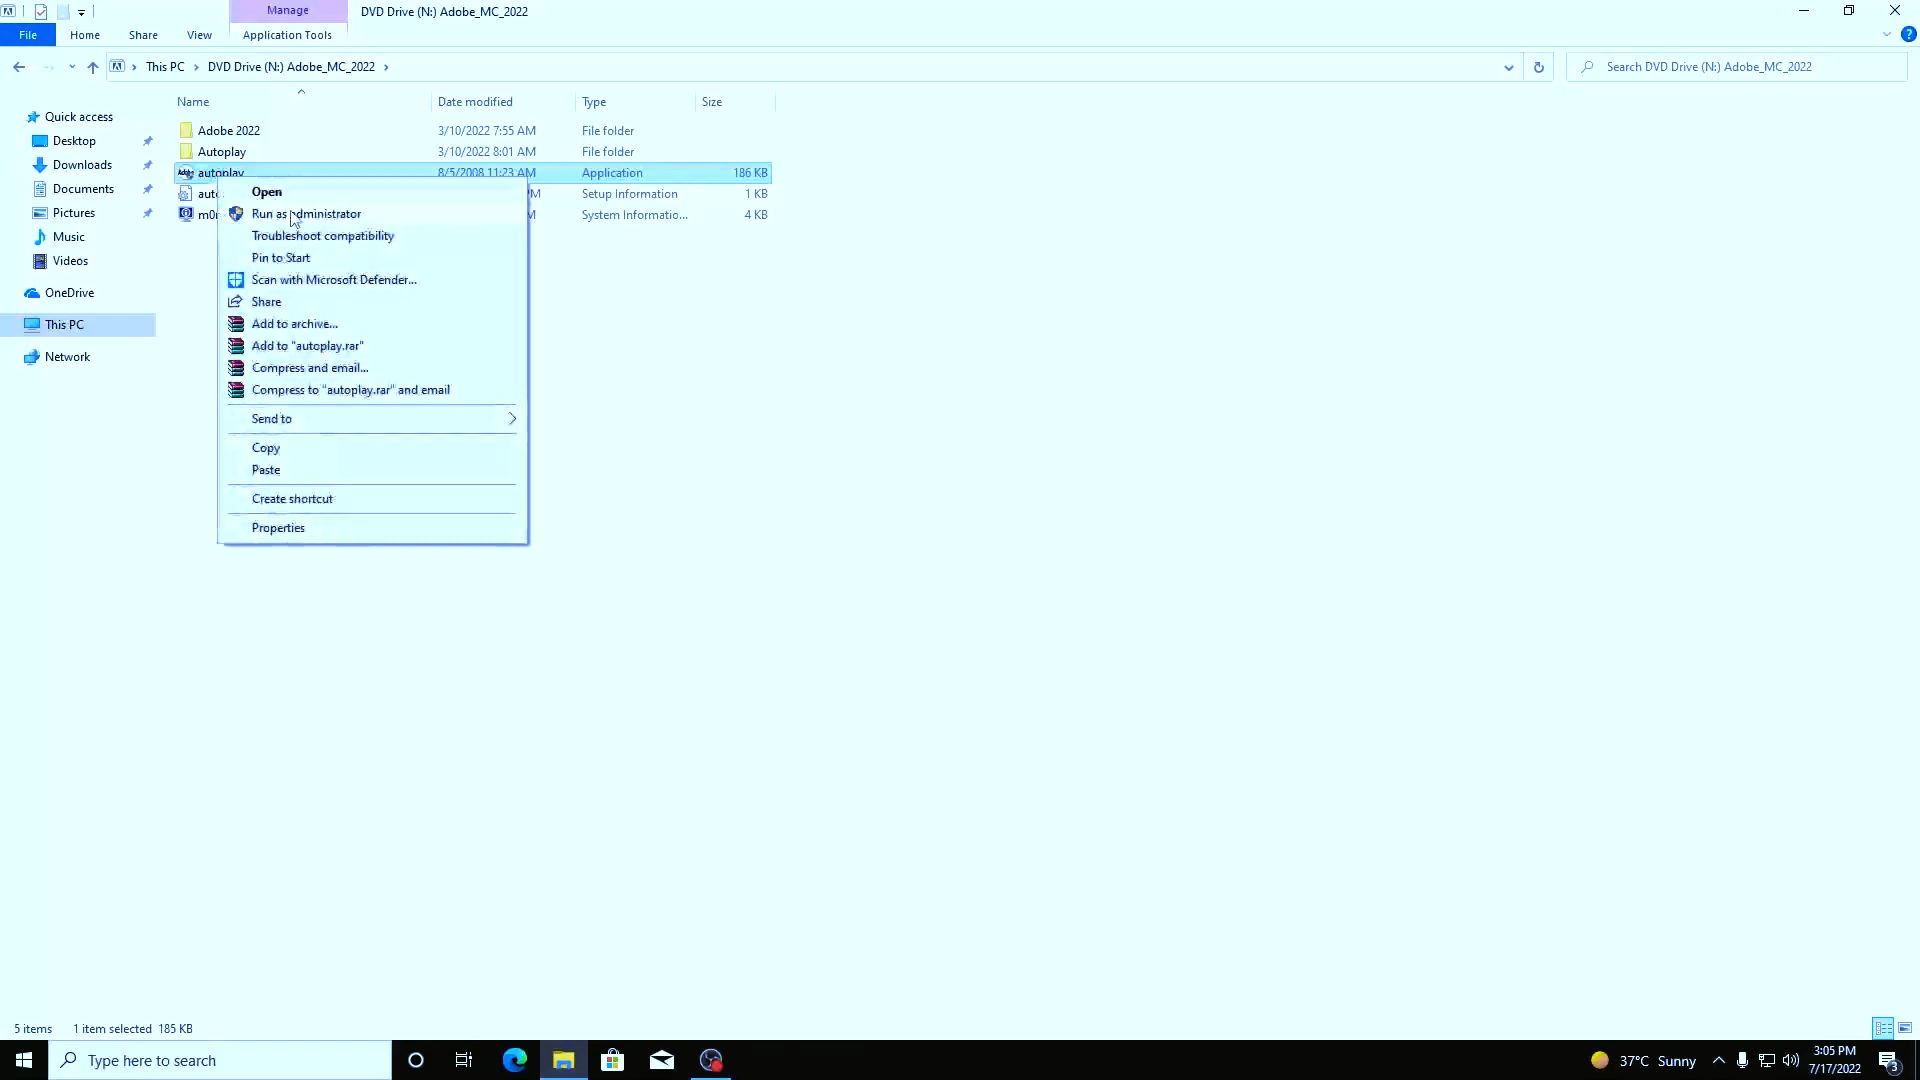 Manage
DVD Drive (N:) Adobe_MC_2022
File
Home
Share
View
Application Tools
This PC
DVD Drive (N:) Adobe_MC_2022
Search DVD Drive (N:) Adobe_MC_2022
Name
Date modified
Type
Size
Quick access
Desktop
Downloads
Documents
Pictures
Music
Videos
OneDrive
This PC
Network
Adobe 2022 3/10/2022 7:55 AM File folder
Autoplay 3/10/2022 8:01 AM File folder
autoplay 8/5/2008 11:23 AM Application 186 KB
Setup Information 1 KB
System Informatio... 4 KB
Open
Run as administrator
Troubleshoot compatibility
Pin to Start
Scan with Microsoft Defender...
Share
Add to archive...
Add to "autoplay.rar"
Compress and email...
Compress to "autoplay.rar" and email
Send to
Copy
Paste
Create shortcut
Properties
5 items 1 item selected 185 KB
Type here to search
37°C Sunny
3:05 PM
7/17/2022
3